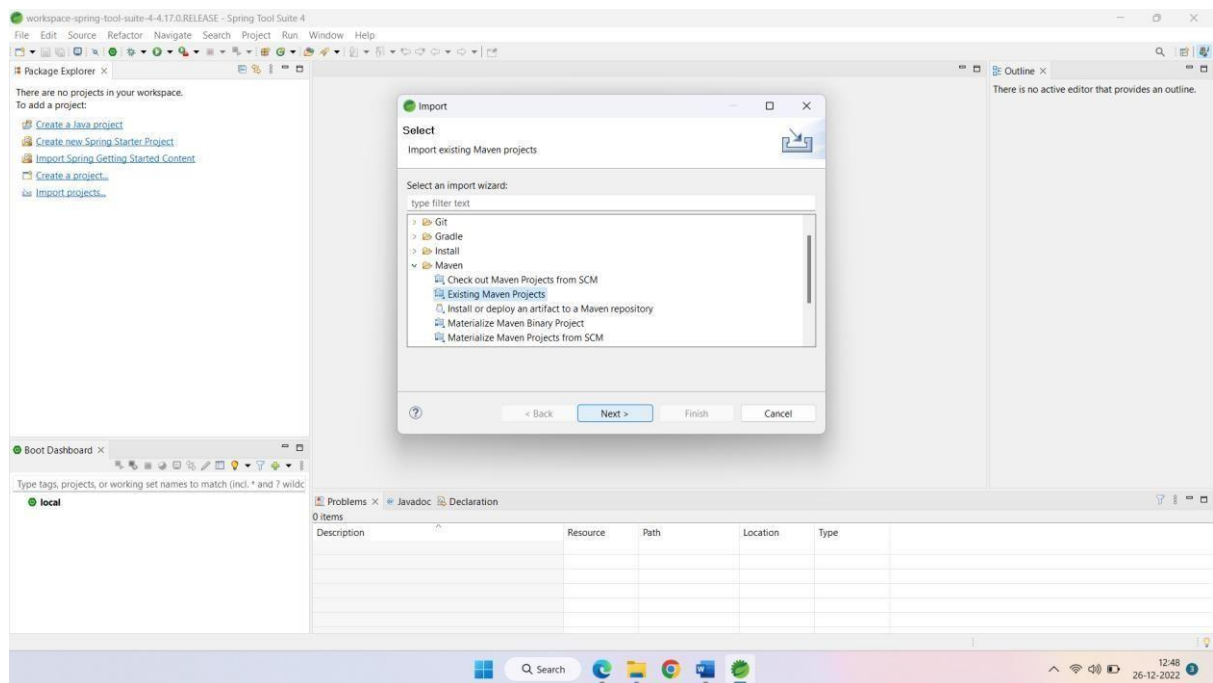 workspace-spring-tool-suite-4-4.17.0.RELEASE - Spring Tool Suite 4
File Edit Source Refactor Navigate Search Project Run Window Help
Package Explorer
There are no projects in your workspace.
To add a project:
Create a Java project
Create new Spring Starter Project
Import Spring Getting Started Content
Create a project...
Import projects...
Import
Select
Import existing Maven projects
Select an import wizard:
type filter text
Git
Gradle
Install
Maven
Check out Maven Projects from SCM
Existing Maven Projects
Install or deploy an artifact to a Maven repository
Materialize Maven Binary Project
Materialize Maven Projects from SCM
< Back Next > Finish Cancel
Outline
There is no active editor that provides an outline.
Boot Dashboard
Type tags, projects, or working set names to match (incl. * and ? wildc
local
Problems Javadoc Declaration
0 items
Description Resource Path Location Type
Search
12:48
26-12-2022
3